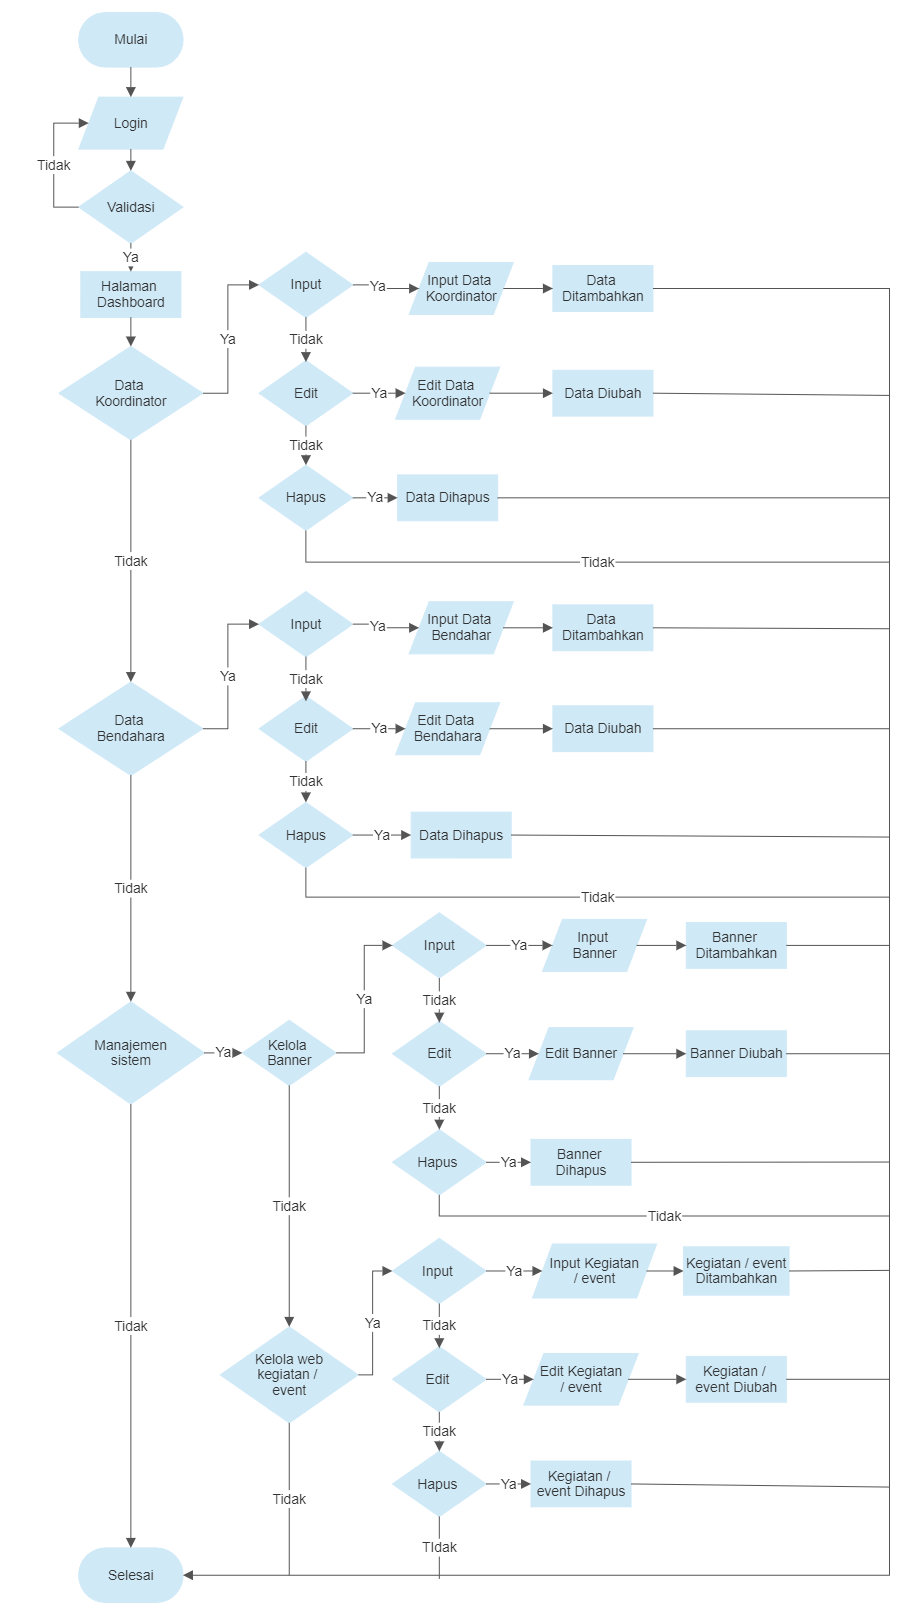 Mulai
Login
Tidak
Validasi
Ya
Halaman
Dashboard
Data
Koordinator
Ya
Input
Ya
Input Data
Koordinator
Data
Ditambahkan
Tidak
Edit
Ya
Edit Data
Koordinator
Data Diubah
Tidak
Hapus
Ya
Data Dihapus
Tidak
Tidak
Data
Bendahara
Ya
Input
Ya
Input Data
Bendahar
Data
Ditambahkan
Tidak
Edit
Ya
Edit Data
Bendahara
Data Diubah
Tidak
Hapus
Ya
Data Dihapus
Tidak
Tidak
Manajemen
sistem
Ya
Kelola
Banner
Ya
Input
Ya
Input
Banner
Banner
Ditambahkan
Tidak
Edit
Ya
Edit Banner
Banner Diubah
Tidak
Hapus
Ya
Banner
Dihapus
Tidak
Tidak
Kelola web
kegiatan /
event
Ya
Input
Ya
Input Kegiatan
/ event
Kegiatan / event
Ditambahkan
Tidak
Edit
Ya
Edit Kegiatan
/ event
Kegiatan /
event Diubah
Tidak
Hapus
Ya
Kegiatan /
event Dihapus
TIdak
Tidak
Tidak
Selesai